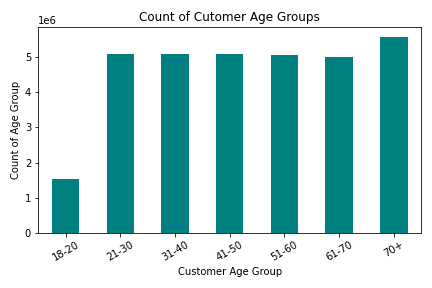 Count of Cutomer Age Groups
1e6
5
4
3
2
1
0
Count of Age Group
18-20 21-30 31-40 41-50 51-60 61-70 70+
Customer Age Group